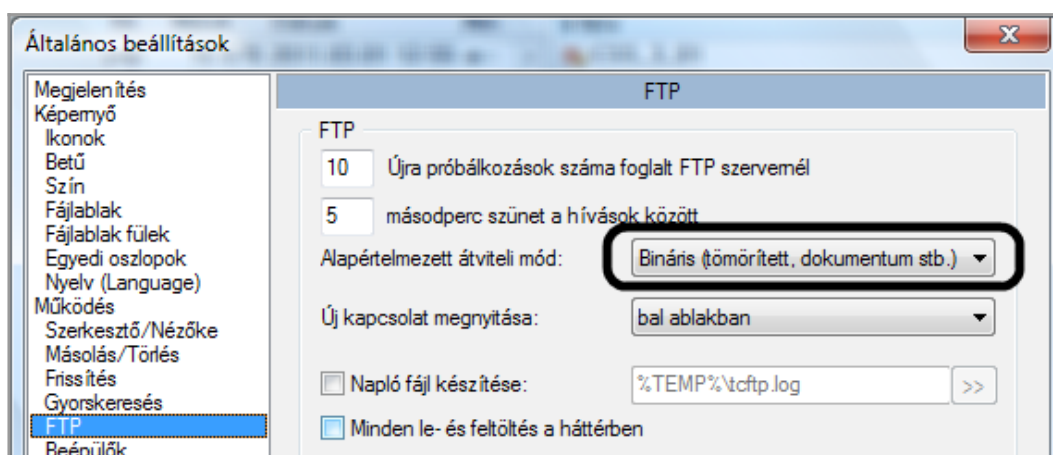 Általános beállítások
Megjelenítés
Képernyő
Ikonok
Betű
Szín
Fájlablak
Fájlablak fülek
Egyedi oszlopok
Nyelv (Language)
Működés
Szerkesztő/Nézőke
Másolás/Törlés
Frissítés
Gyorskeresés
FTP
Beépülők
FTP
FTP
10 Újra próbálkozások száma foglalt FTP szervernél
5 másodperc szünet a hívások között
Alapértelmezett átviteli mód: Bináris (tömörített, dokumentum stb.)
Új kapcsolat megnyitása: bal ablakban
Napló fájl készítése: %TEMP%\tcftp.log >>
Minden le- és feltöltés a háttérben